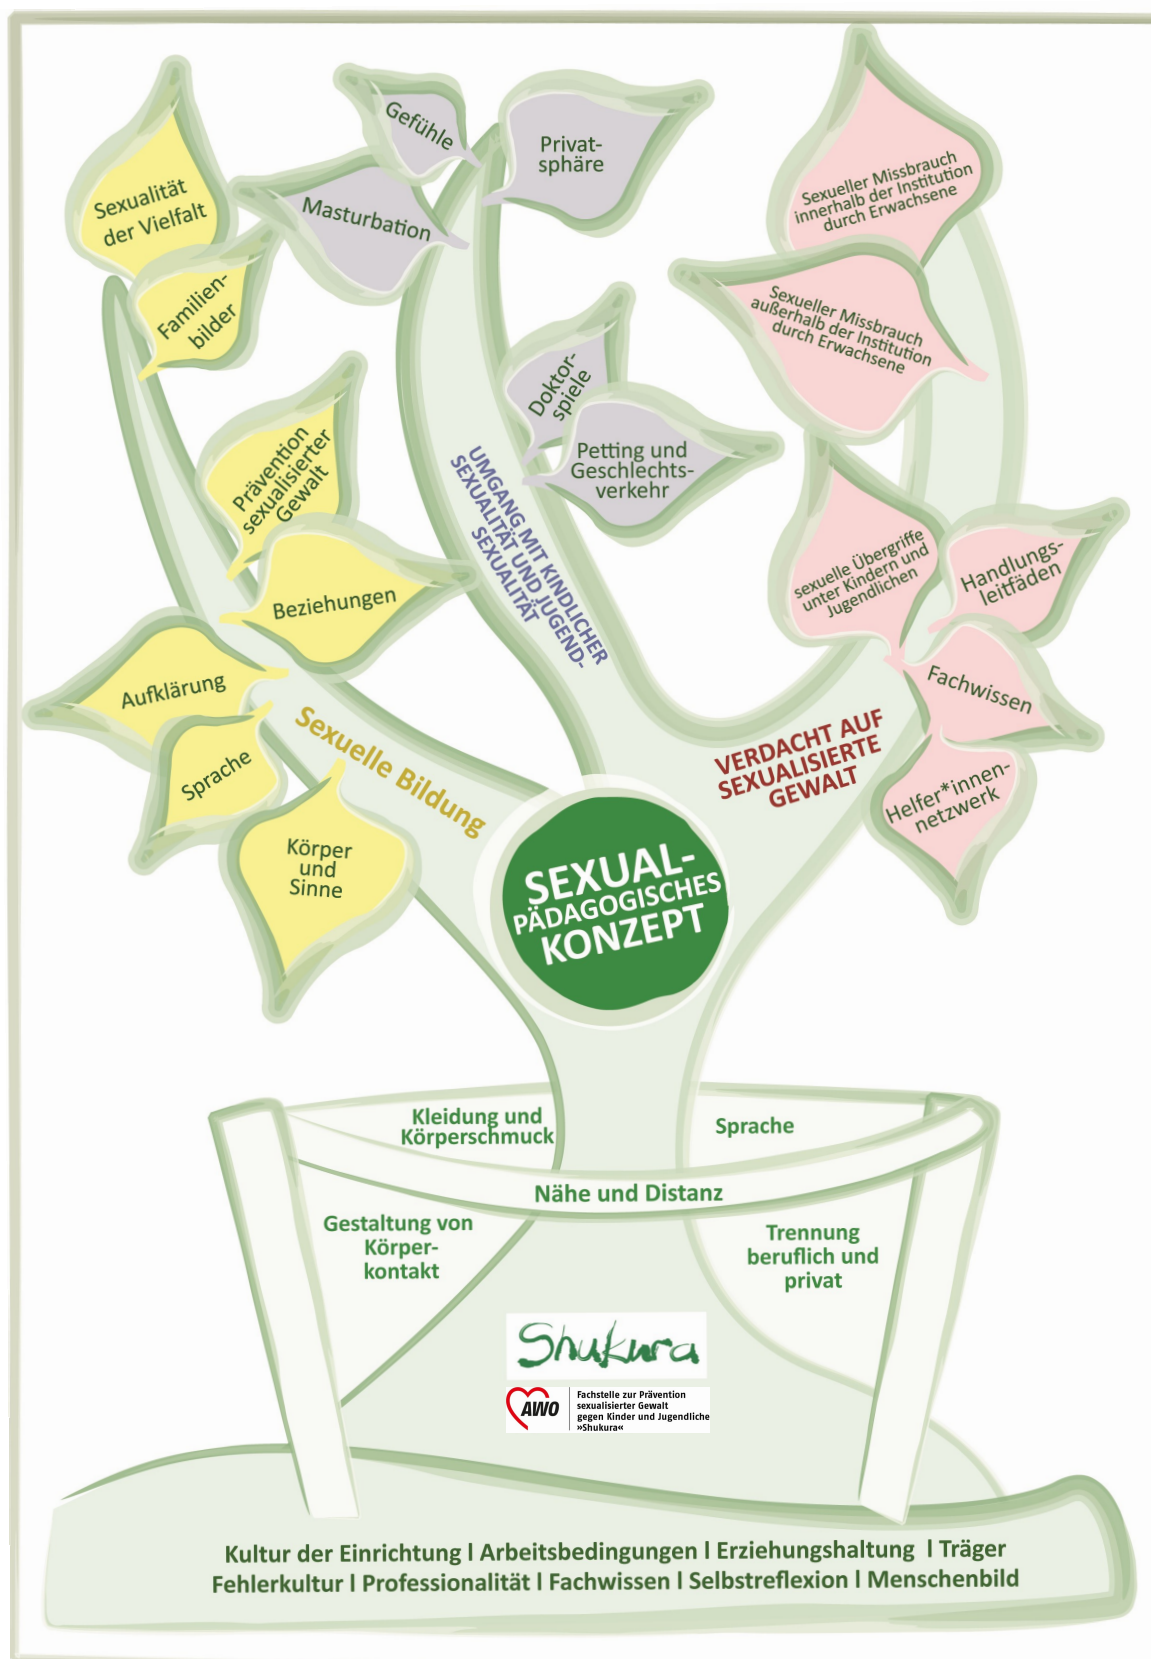 Sexualität
der Vielfalt
Familien-
bilder
Prävention
sexualisierter
Gewalt
Beziehungen
Aufklärung
Sprache
Körper
und
Sinne
Sexuelle Bildung
Gefühle
Masturbation
Privat-
sphäre
Doktor-
spiele
Petting und
Geschlechts-
verkehr
UMGANG MIT KINDLICHER
SEXUALITÄT UND JUGEND-
SEXUALITÄT
Sexueller Missbrauch
innerhalb der Institution
durch Erwachsene
Sexueller Missbrauch
außerhalb der Institution
durch Erwachsene
sexuelle Übergriffe
unter Kindern und
Jugendlichen
Handlungs-
leitfäden
Fachwissen
Helfer*innen-
netzwerk
VERDACHT AUF
SEXUALISIERTE
GEWALT
SEXUAL-
PÄDAGOGISCHES
KONZEPT
Kleidung und
Körperschmuck
Sprache
Nähe und Distanz
Gestaltung von
Körper-
kontakt
Trennung
beruflich und
privat
Shukura
AWO
Fachstelle zur Prävention
sexualisierter Gewalt
gegen Kinder und Jugendliche
»Shukura«
Kultur der Einrichtung l Arbeitsbedingungen l Erziehungshaltung l Träger
Fehlerkultur l Professionalität l Fachwissen l Selbstreflexion l Menschenbild